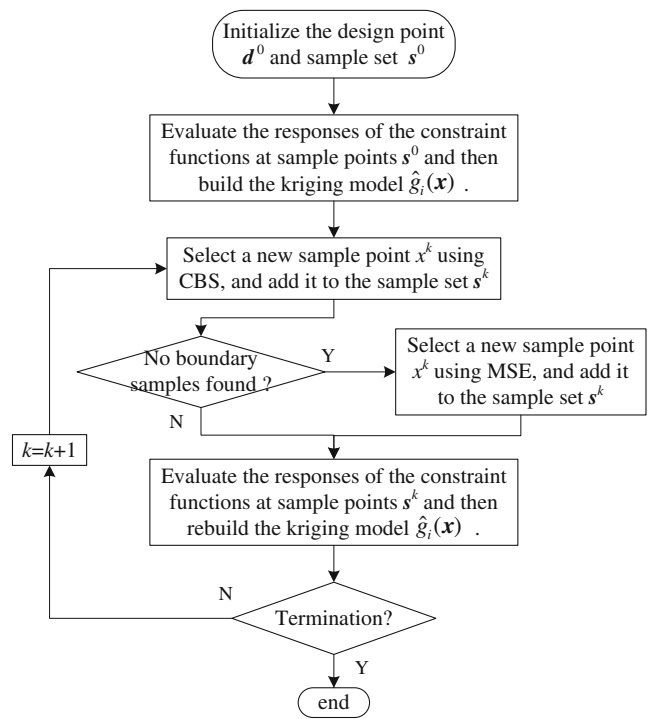 Initialize the design point
d⁰ and sample set s⁰
Evaluate the responses of the constraint
functions at sample points s⁰ and then
build the kriging model ĝᵢ(x) .
Select a new sample point xᵏ using
CBS, and add it to the sample set sᵏ
No boundary
samples found ?
Y
Select a new sample point
xᵏ using MSE, and add it
to the sample set sᵏ
N
k=k+1
Evaluate the responses of the constraint
functions at sample points sᵏ and then
rebuild the kriging model ĝᵢ(x) .
N
Termination?
Y
end